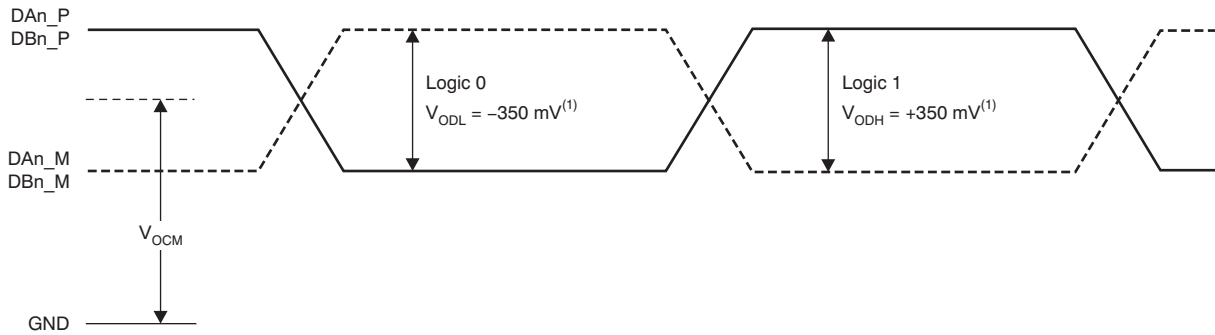 DAn_P
DBn_P
Logic 0
V_ODL = −350 mV(1)
Logic 1
V_ODH = +350 mV(1)
DAn_M
DBn_M
V_OCM
GND